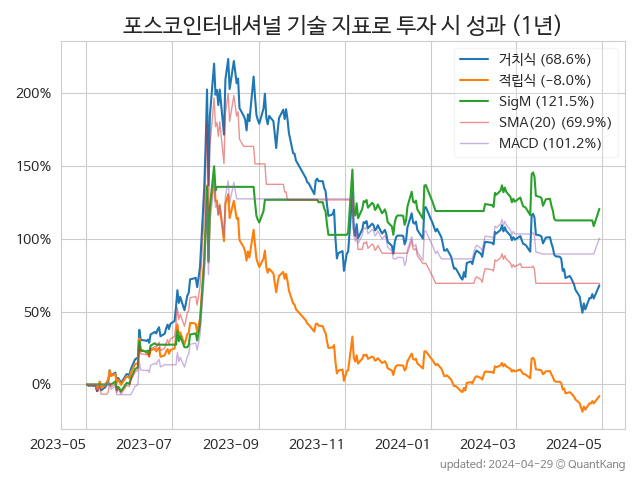 포스코인터내셔널 기술 지표로 투자 시 성과 (1년)
거치식 (68.6%)
적립식 (-8.0%)
SigM (121.5%)
SMA(20) (69.9%)
MACD (101.2%)
200%
150%
100%
50%
0%
2023-05 2023-07 2023-09 2023-11 2024-01 2024-03 2024-05
updated: 2024-04-29 © QuantKang